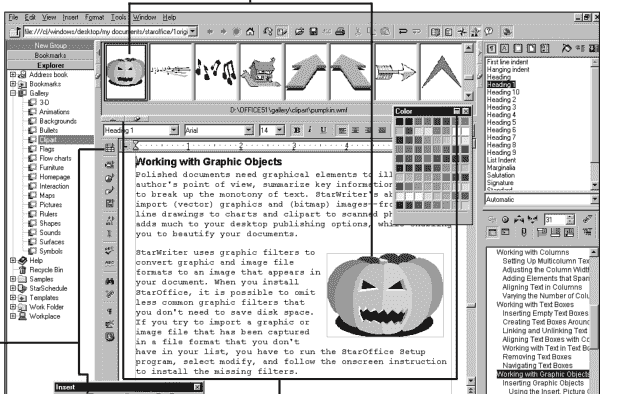 File Edit View Insert Format Tools Window Help
file:///c|/windows/desktop/my documents/staroffice/1orig
New Group
Bookmarks
Explorer
Address book
Bookmarks
Gallery
3-D
Animations
Backgrounds
Bullets
Clipart
Flags
Flow charts
Furniture
Homepage
Interaction
Maps
Pictures
Rulers
Shapes
Sounds
Surfaces
Symbols
Help
Recycle Bin
Samples
StarSchedule
Templates
Work Folder
Workplace
D:\OFFICE51\gallery\clipart\pumpkin.wmf
Heading 1 Arial 14 B i U
Color
Working with Graphic Objects
Polished documents need graphical elements to
author's point of view, summarize key
to break up the monotony of text. StarWriter's
import (vector) graphics and (bitmap)
line drawings to charts and clipart to scanned
adds much to your desktop publishing options,
you to beautify your documents.
StarWriter uses graphic filters to
convert graphic and image file
formats to an image that appears in
your document. When you install
StarOffice, it is possible to omit
less common graphic filters that
you don't need to save disk space.
If you try to import a graphic or
image file that has been captured
in a file format that you don't
have in your list, you have to run the StarOffice Setup
program, select modify, and follow the onscreen instruction
to install the missing filters.
Insert
First line indent
Hanging indent
Heading
Heading 1
Heading 10
Heading 2
Heading 3
Heading 4
Heading 5
Heading 6
Heading 7
Heading 8
Heading 9
List Indent
Marginalia
Salutation
Signature
Automatic
31
Working with Columns
Setting Up Multicolumn Tex
Adjusting the Column Width
Adding Elements that Span
Aligning Text in Columns
Varying the Number of Colu
Working with Text Boxes
Inserting Empty Text Boxes
Creating Text Boxes Around
Linking and Unlinking Text
Aligning Text Boxes with Co
Working with Text in Text Bo
Removing Text Boxes
Navigating Text Boxes
Working with Graphic Objects
Inserting Graphic Objects
Using the Insert, Picture C